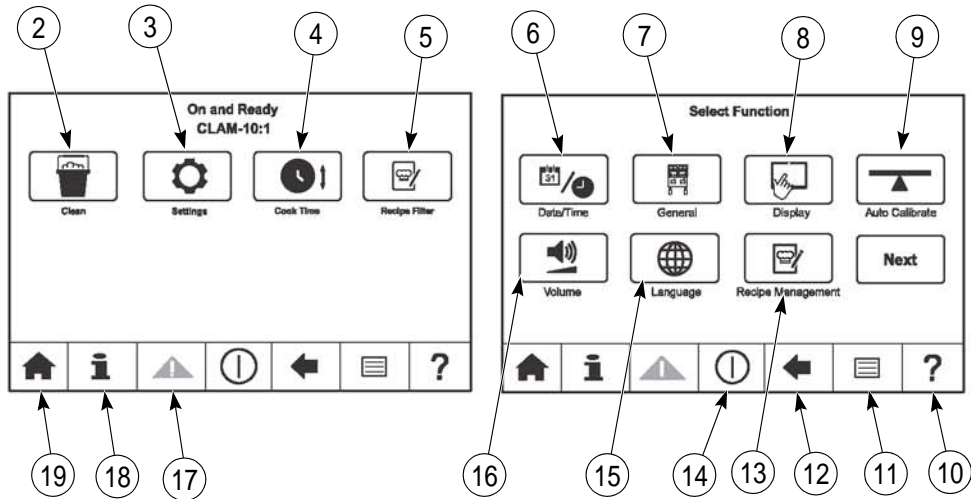 2 3 4 5 6 7 8 9
On and Ready
CLAM-10:1
Clean Settings Cook Time Recipe Filter
i ?
Select Function
31
Date/Time General Display Auto Calibrate
Next
Volume Language Recipe Management
i ?
19 18 17 16 15 14 13 12 11 10